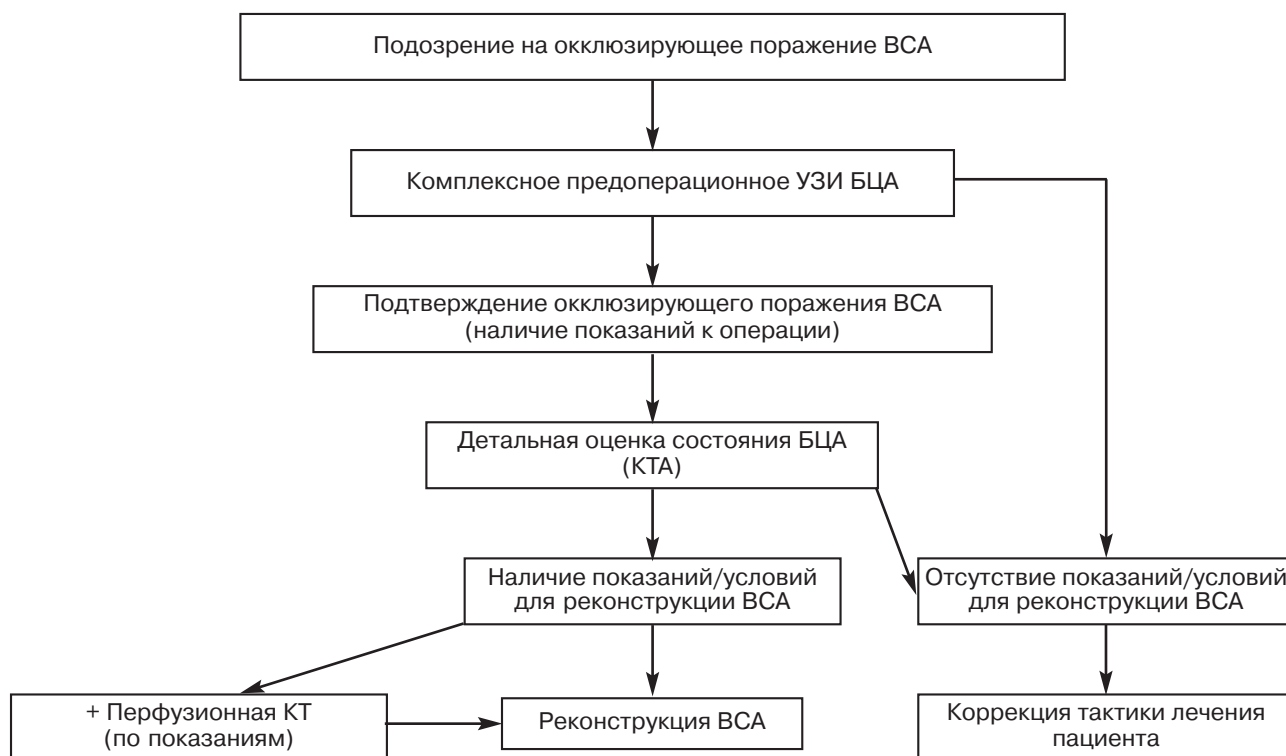 Подозрение на окклюзирующее поражение ВСА
Комплексное предоперационное УЗИ БЦА
Подтверждение окклюзирующего поражения ВСА
(наличие показаний к операции)
Детальная оценка состояния БЦА
(КТА)
Наличие показаний/условий
для реконструкции ВСА
Отсутствие показаний/условий
для реконструкции ВСА
+ Перфузионная КТ
(по показаниям)
Реконструкция ВСА
Коррекция тактики лечения
пациента